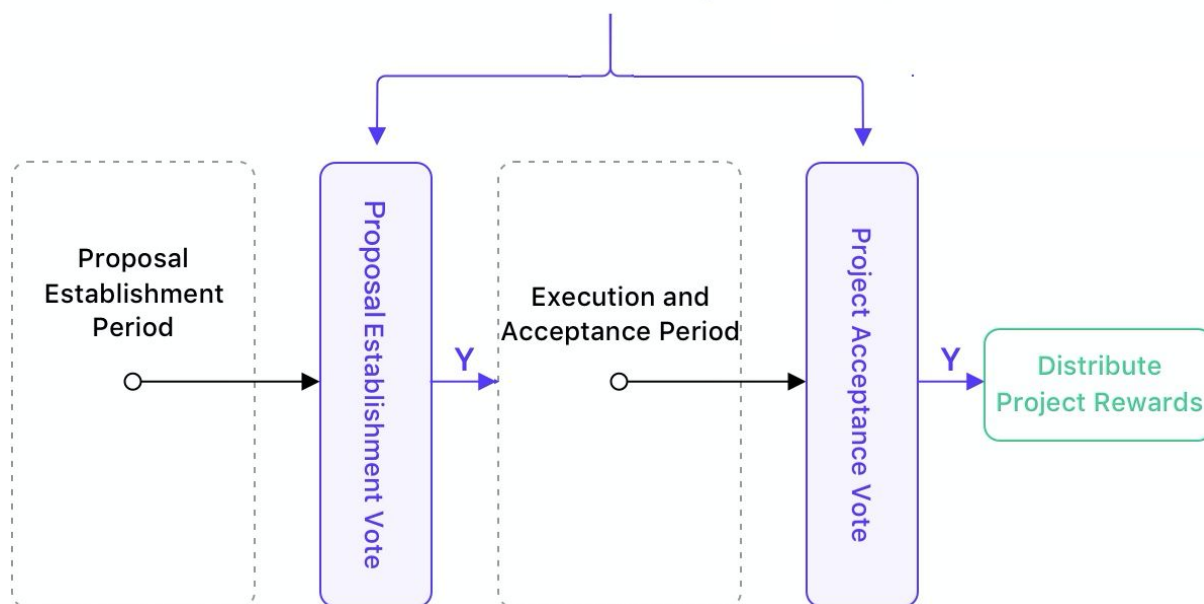 Proposal
Establishment
Period
Proposal Establishment Vote
Y
Execution and
Acceptance Period
Project Acceptance Vote
Y
Distribute
Project Rewards